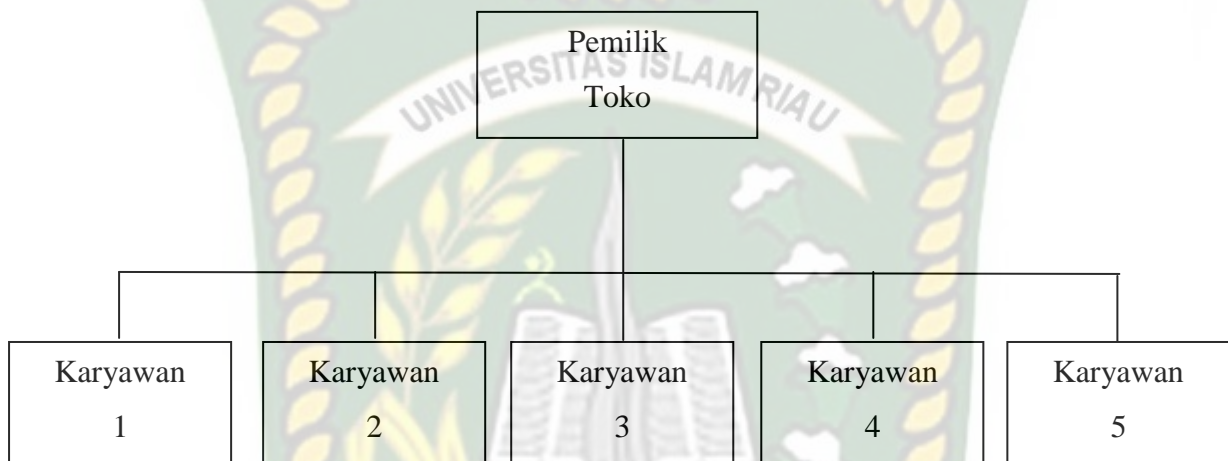 Pemilik
Toko
UNIVERSITAS ISLAM RIAU
Karyawan
1
Karyawan
2
Karyawan
3
Karyawan
4
Karyawan
5